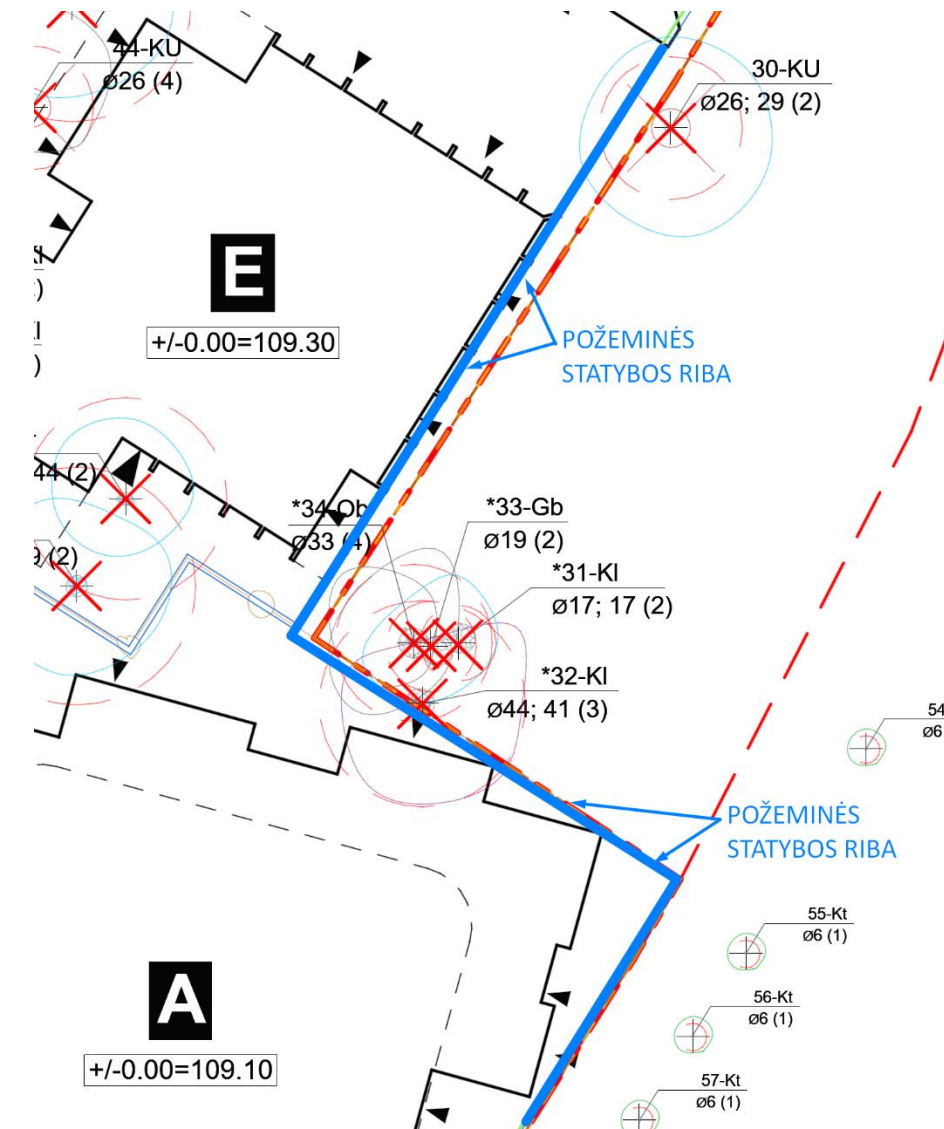 44-KU
ø26 (4)
30-KU
ø26; 29 (2)
E
+/-0.00=109.30
POŽEMINĖS
STATYBOS RIBA
44 (2)
*34-Ob
ø33 (4)
*33-Gb
ø19 (2)
(2)
*31-Kl
ø17; 17 (2)
*32-Kl
ø44; 41 (3)
54
ø6
POŽEMINĖS
STATYBOS RIBA
55-Kt
ø6 (1)
A
56-Kt
ø6 (1)
+/-0.00=109.10
57-Kt
ø6 (1)